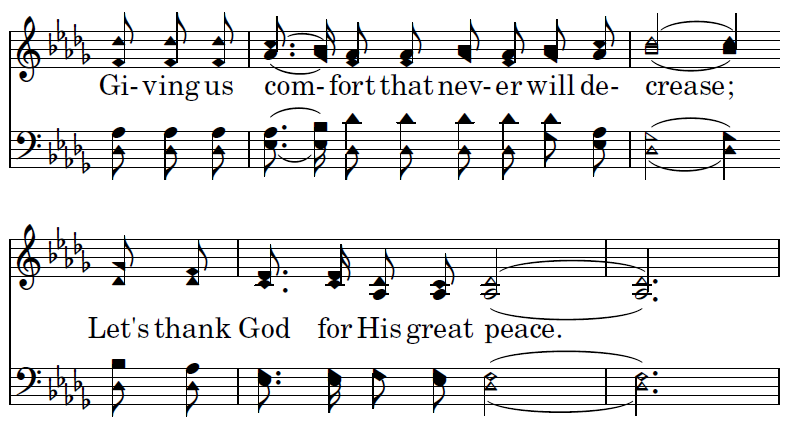 Gi- ving us com- fort that nev- er will de- crease;
Let's thank God for His great peace.